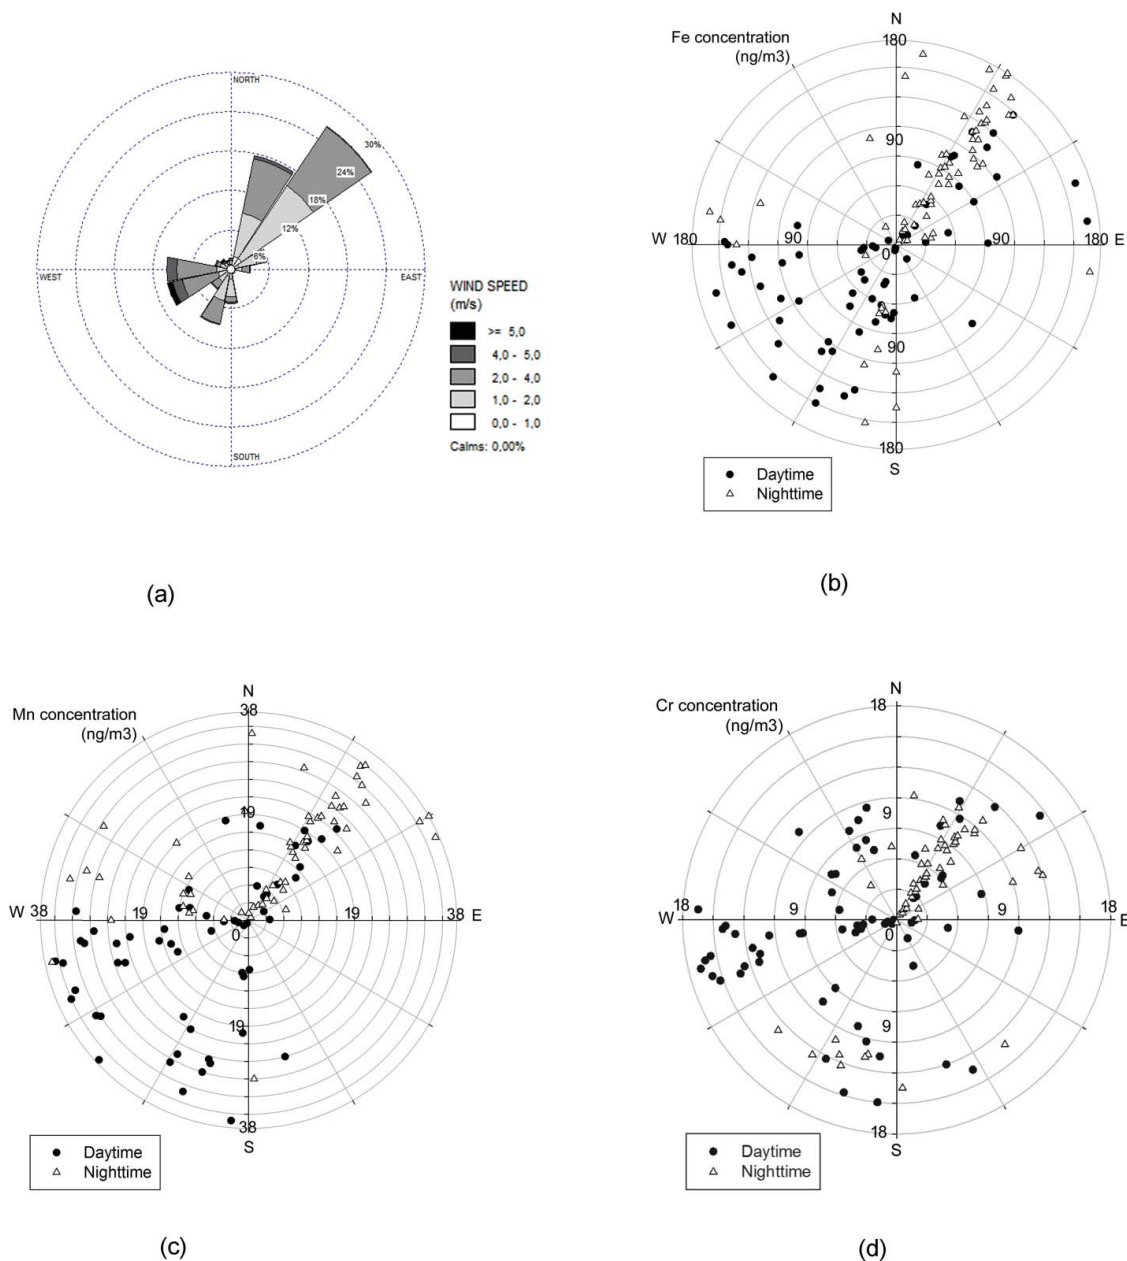 NORTH
30%
24%
18%
12%
6%
WEST
EAST
SOUTH
WIND SPEED
(m/s)
>= 5,0
4,0 - 5,0
2,0 - 4,0
1,0 - 2,0
0,0 - 1,0
Calms: 0,00%
(a)
N
Fe concentration
(ng/m3)
180
90
W 180
90
0
90
180 E
90
180
S
Daytime
Nighttime
(b)
N
Mn concentration
(ng/m3)
38
19
W 38
19
0
19
38 E
19
38
S
Daytime
Nighttime
(c)
N
Cr concentration
(ng/m3)
18
9
W 18
9
0
9
18 E
9
18
S
Daytime
Nighttime
(d)